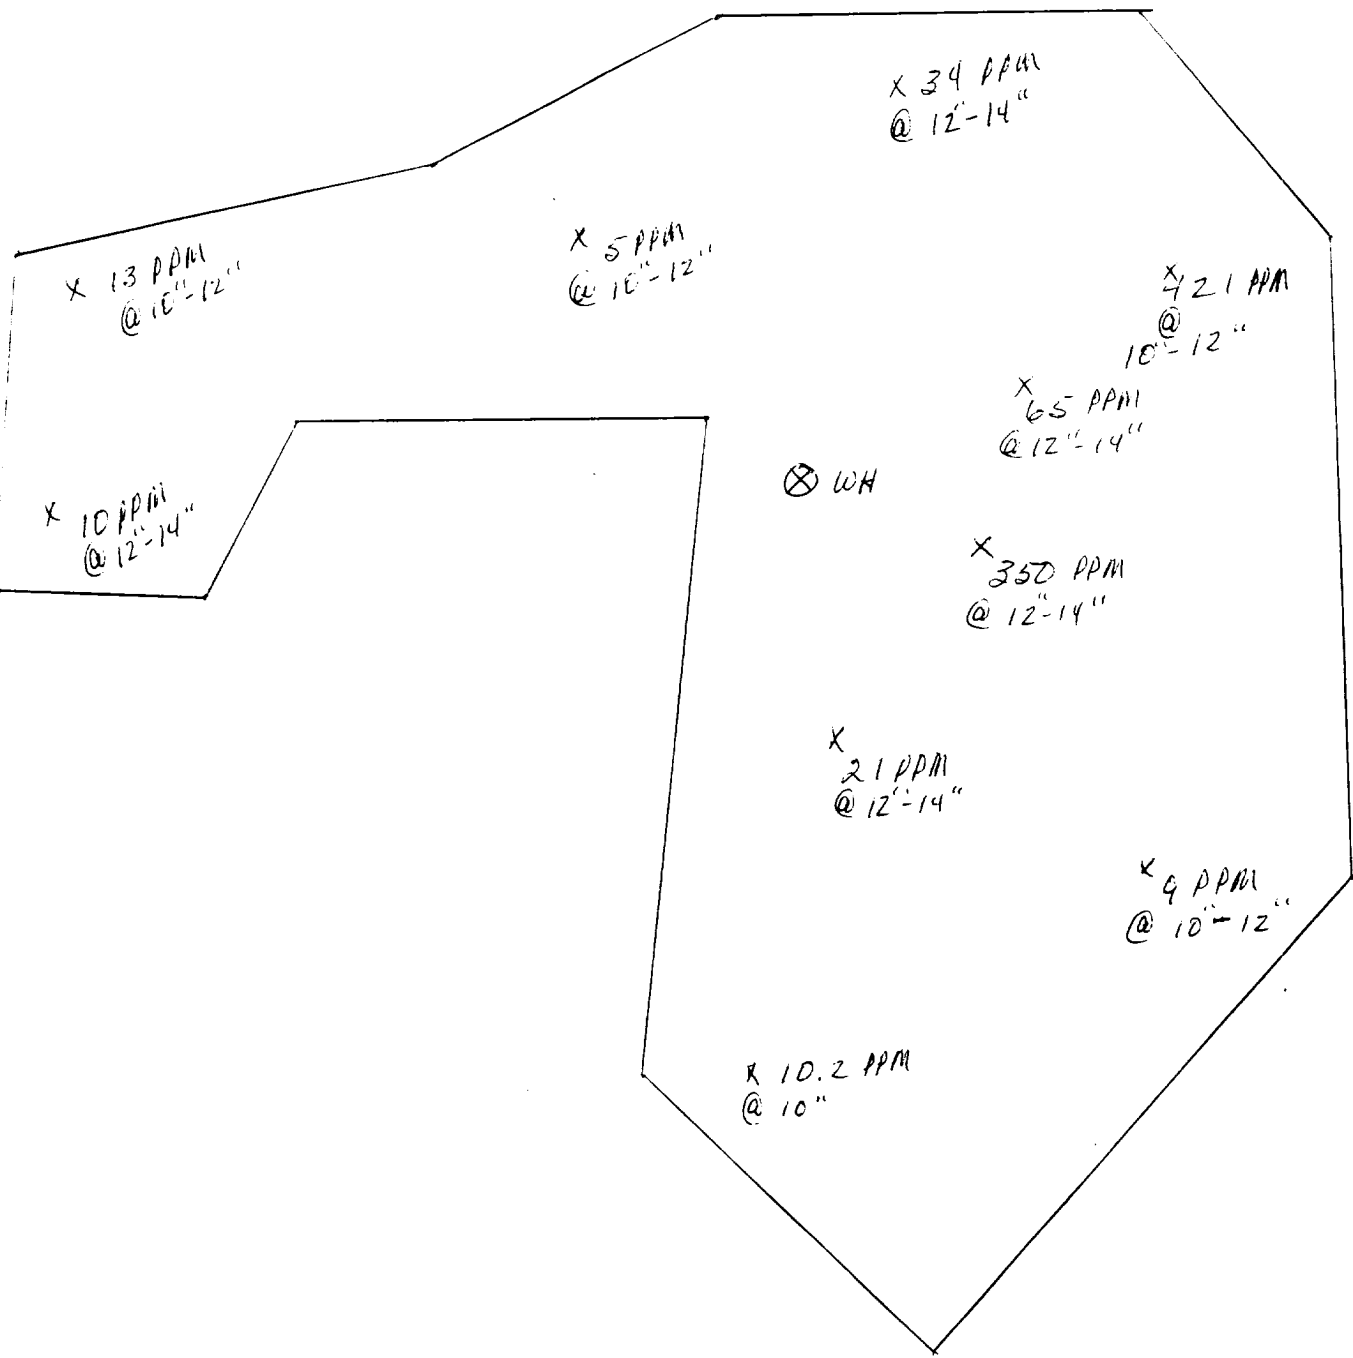 x 34 PPM
@ 12"-14"
x 13 PPM
@ 10"-12"
x 5 PPM
@ 10"-12"
x
421 PPM
@
10"-12"
x
65 PPM
@ 12"-14"
⊗ WH
x 10 PPM
@ 12"-14"
x
350 PPM
@ 12"-14"
x
21 PPM
@ 12"-14"
x 9 PPM
@ 10"-12"
x 10.2 PPM
@ 10"